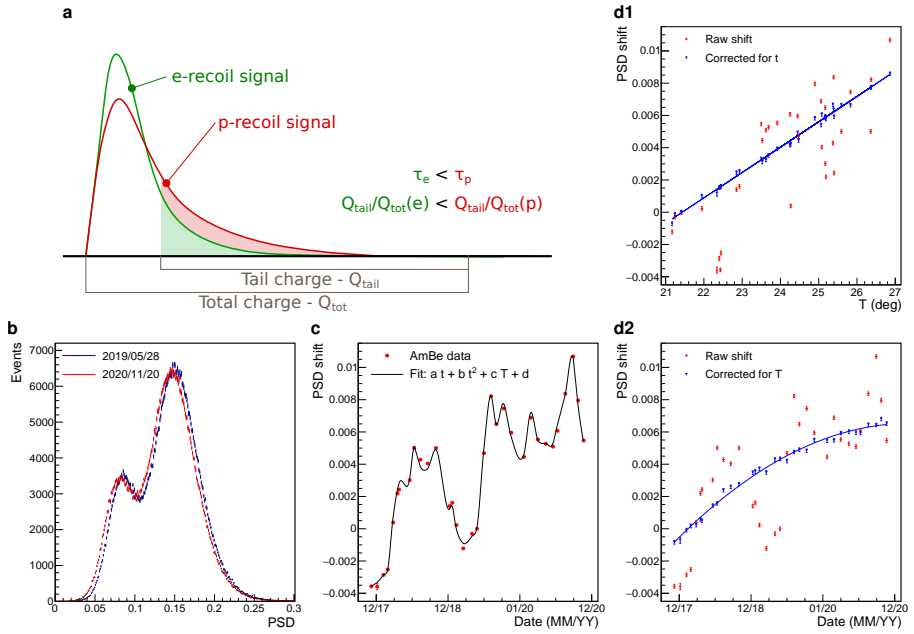 a
e-recoil signal
p-recoil signal
τe < τp
Qtail/Qtot(e) < Qtail/Qtot(p)
Tail charge - Qtail
Total charge - Qtot
b
Events
7000
6000
5000
4000
3000
2000
1000
0
2019/05/28
2020/11/20
0 0.05 0.1 0.15 0.2 0.25 0.3
PSD
c
PSD shift
0.01
0.008
0.006
0.004
0.002
0
−0.002
−0.004
AmBe data
Fit: a t + b t² + c T + d
12/17 12/18 01/20 12/20
Date (MM/YY)
d1
PSD shift
0.01
0.008
0.006
0.004
0.002
0
−0.002
−0.004
Raw shift
Corrected for t
21 22 23 24 25 26 27
T (deg)
d2
PSD shift
0.01
0.008
0.006
0.004
0.002
0
−0.002
−0.004
Raw shift
Corrected for T
12/17 12/18 01/20 12/20
Date (MM/YY)